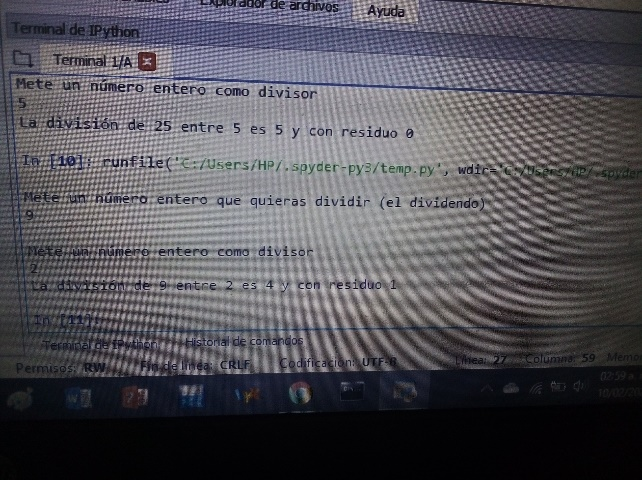 Explorador de archivos Ayuda
Terminal de IPython
Terminal 1/A
Mete un número entero como divisor
5
La división de 25 entre 5 es 5 y con residuo 0
In [10]: runfile('C:/Users/HP/.spyder-py3/temp.py', wdir='C:/Users/HP/.spyder
Mete un número entero que quieras dividir (el dividendo)
9
Mete un número entero como divisor
2
La división de 9 entre 2 es 4 y con residuo 1
In [11]:
Terminal de IPython Historial de comandos
Permisos: RW Fin de línea: CRLF Codificación: UTF-8 Línea: 27 Columna: 59 Memo
02:59